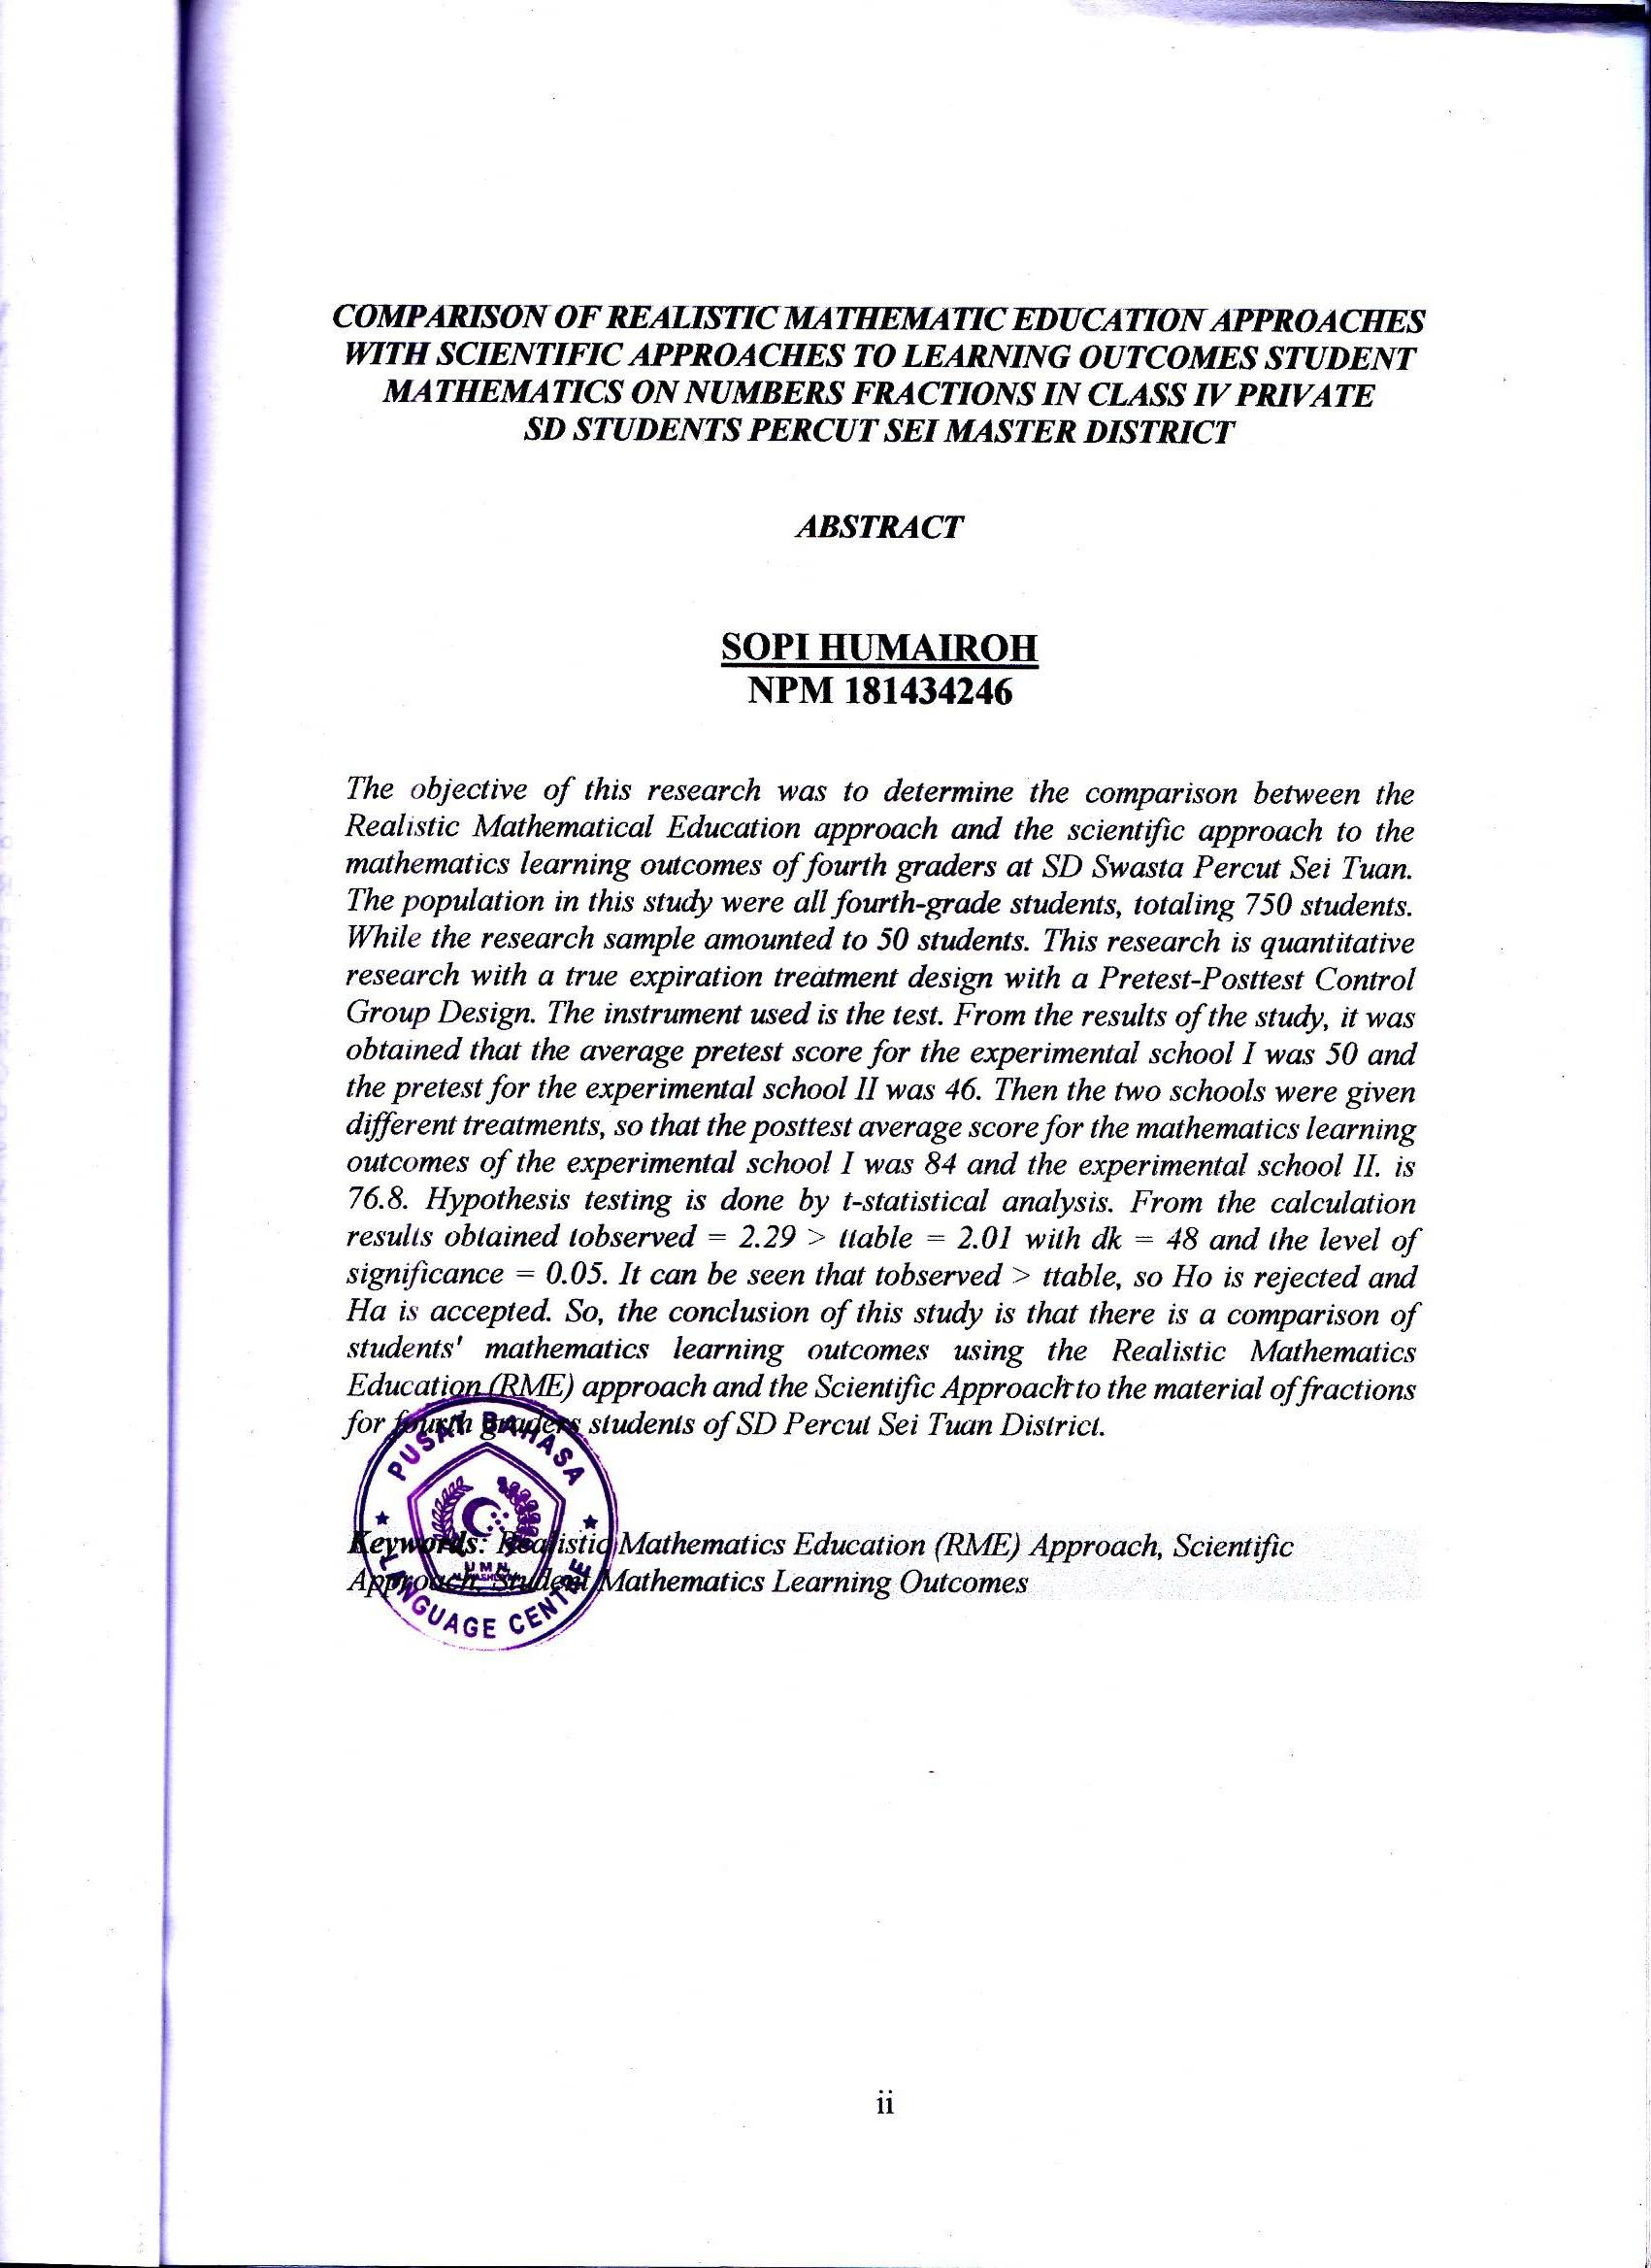 COMPARISON OF REALISTIC MATHEMATIC EDUCATION APPROACHES
WITH SCIENTIFIC APPROACHES TO LEARNING OUTCOMES STUDENT
MATHEMATICS ON NUMBERS FRACTIONS IN CLASS IV PRIVATE
SD STUDENTS PERCUT SEI MASTER DISTRICT
ABSTRACT
SOPI HUMAIROH
NPM 181434246
The objective of this research was to determine the comparison between the
Realistic Mathematical Education approach and the scientific approach to the
mathematics learning outcomes of fourth graders at SD Swasta Percut Sei Tuan.
The population in this study were all fourth-grade students, totaling 750 students.
While the research sample amounted to 50 students. This research is quantitative
research with a true expiration treatment design with a Pretest-Posttest Control
Group Design. The instrument used is the test. From the results of the study, it was
obtained that the average pretest score for the experimental school I was 50 and
the pretest for the experimental school II was 46. Then the two schools were given
different treatments, so that the posttest average score for the mathematics learning
outcomes of the experimental school I was 84 and the experimental school II. is
76.8. Hypothesis testing is done by t-statistical analysis. From the calculation
results obtained tobserved = 2.29 > ttable = 2.01 with dk = 48 and the level of
significance = 0.05. It can be seen that tobserved > ttable, so Ho is rejected and
Ha is accepted. So, the conclusion of this study is that there is a comparison of
students' mathematics learning outcomes using the Realistic Mathematics
Education (RME) approach and the Scientific Approach to the material of fractions
for fourth graders students of SD Percut Sei Tuan District.
PUSAT BAHASA
UMN
LANGUAGE CENTRE
Keywords: Realistic Mathematics Education (RME) Approach, Scientific
Approach, Student Mathematics Learning Outcomes
ii